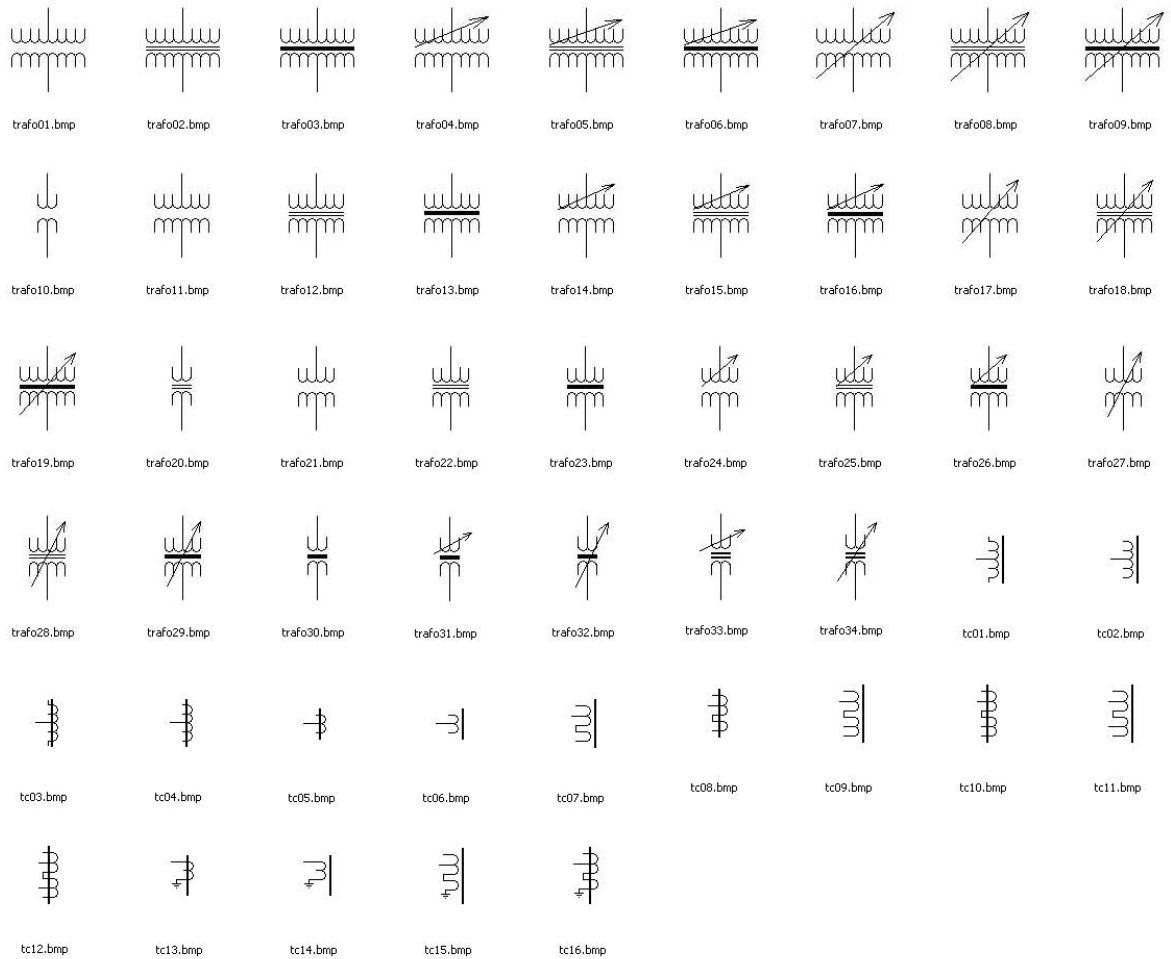 trafo01.bmp trafo02.bmp trafo03.bmp trafo04.bmp trafo05.bmp trafo06.bmp trafo07.bmp trafo08.bmp trafo09.bmp
trafo10.bmp trafo11.bmp trafo12.bmp trafo13.bmp trafo14.bmp trafo15.bmp trafo16.bmp trafo17.bmp trafo18.bmp
trafo19.bmp trafo20.bmp trafo21.bmp trafo22.bmp trafo23.bmp trafo24.bmp trafo25.bmp trafo26.bmp trafo27.bmp
trafo28.bmp trafo29.bmp trafo30.bmp trafo31.bmp trafo32.bmp trafo33.bmp trafo34.bmp tc01.bmp tc02.bmp
tc03.bmp tc04.bmp tc05.bmp tc06.bmp tc07.bmp tc08.bmp tc09.bmp tc10.bmp tc11.bmp
tc12.bmp tc13.bmp tc14.bmp tc15.bmp tc16.bmp